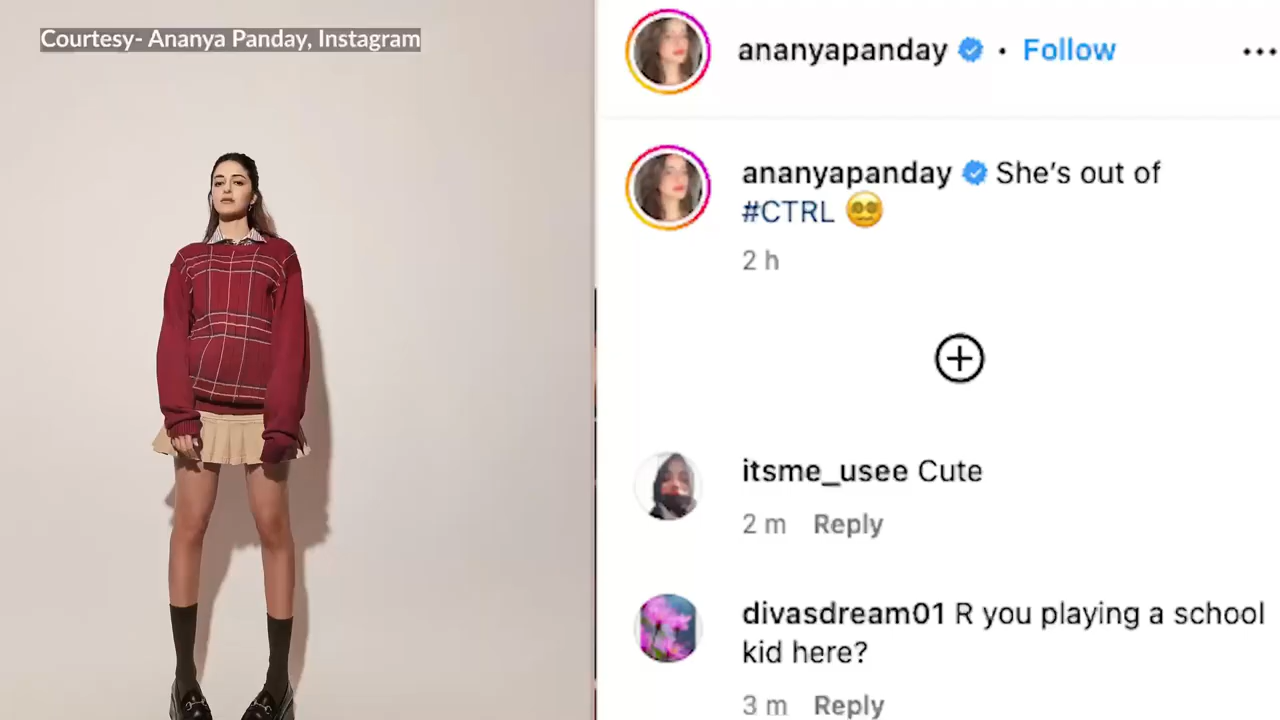 Courtesy- Ananya Panday, Instagram
ananyapanday • Follow
ananyapanday She's out of
#CTRL 😵‍💫
2 h
itsme_usee Cute
2 m Reply
divasdream01 R you playing a school
kid here?
3 m Reply